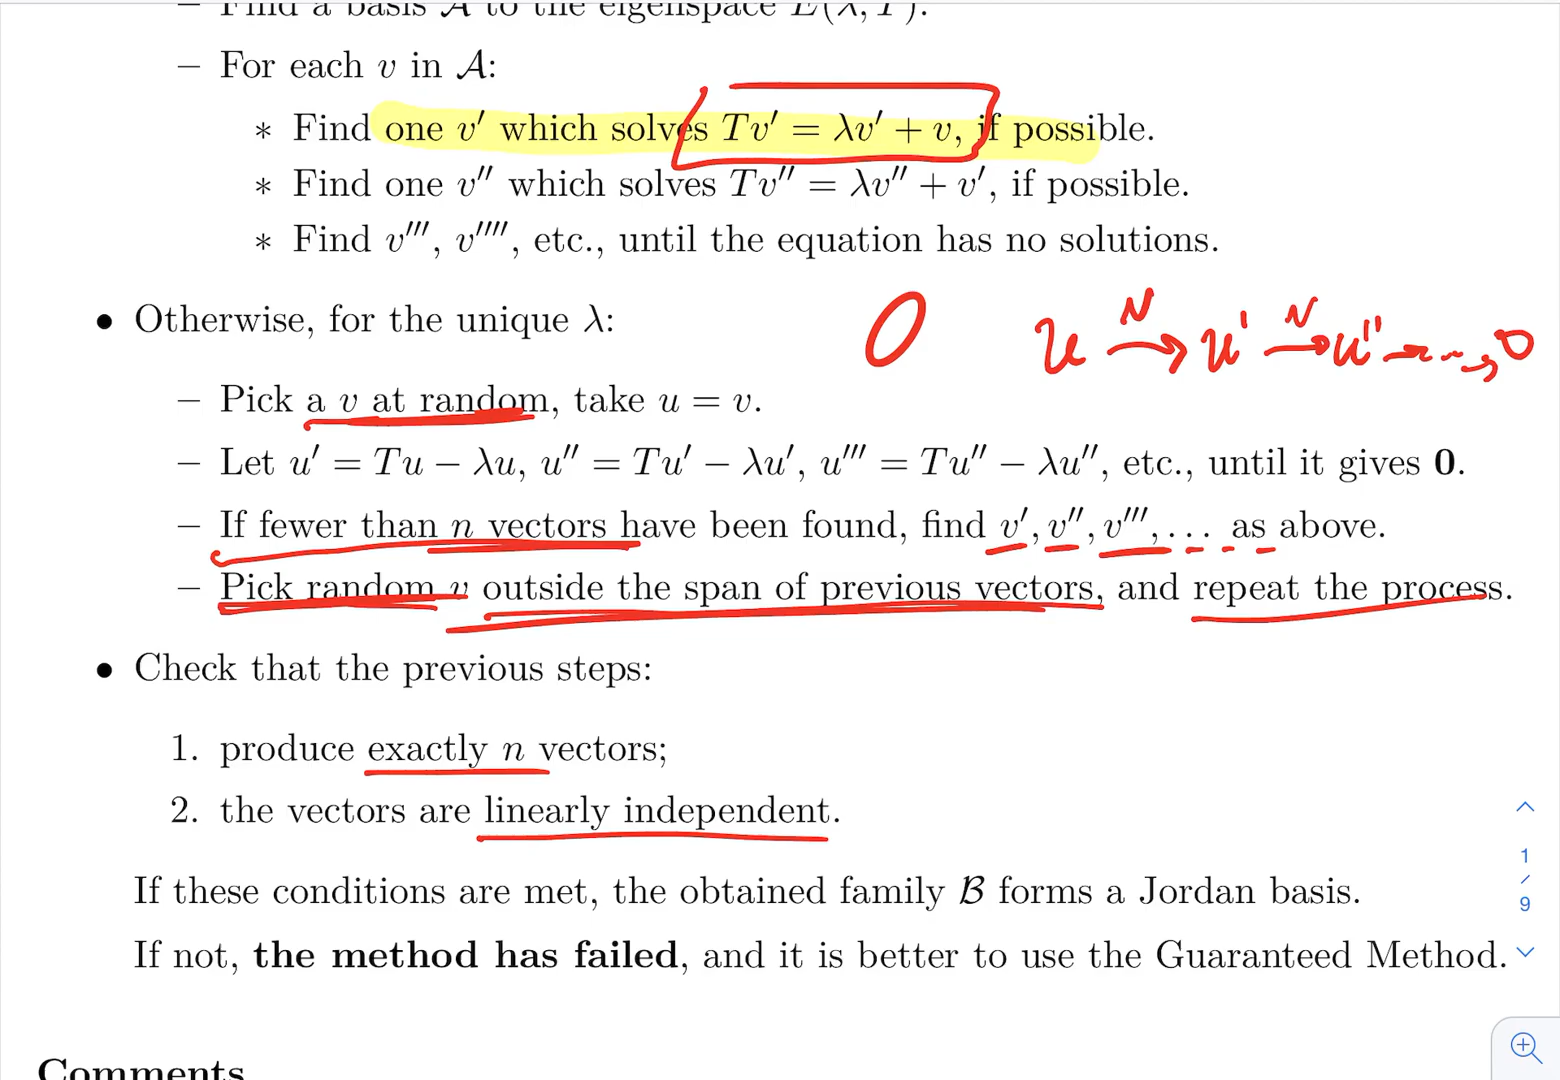 – Find a basis 𝒜 to the eigenspace E(λ, T).
– For each v in 𝒜:
∗ Find one v′ which solves Tv′ = λv′ + v, if possible.
∗ Find one v″ which solves Tv″ = λv″ + v′, if possible.
∗ Find v‴, v⁗, etc., until the equation has no solutions.
• Otherwise, for the unique λ:
0 u →ᴺ u′ →ᴺ u″ → ⋯ → 0
– Pick a v at random, take u = v.
– Let u′ = Tu − λu, u″ = Tu′ − λu′, u‴ = Tu″ − λu″, etc., until it gives 0.
– If fewer than n vectors have been found, find v′, v″, v‴, … as above.
– Pick random v outside the span of previous vectors, and repeat the process.
• Check that the previous steps:
1. produce exactly n vectors;
2. the vectors are linearly independent.
1
/
9
If these conditions are met, the obtained family ℬ forms a Jordan basis.
If not, the method has failed, and it is better to use the Guaranteed Method.
Comments